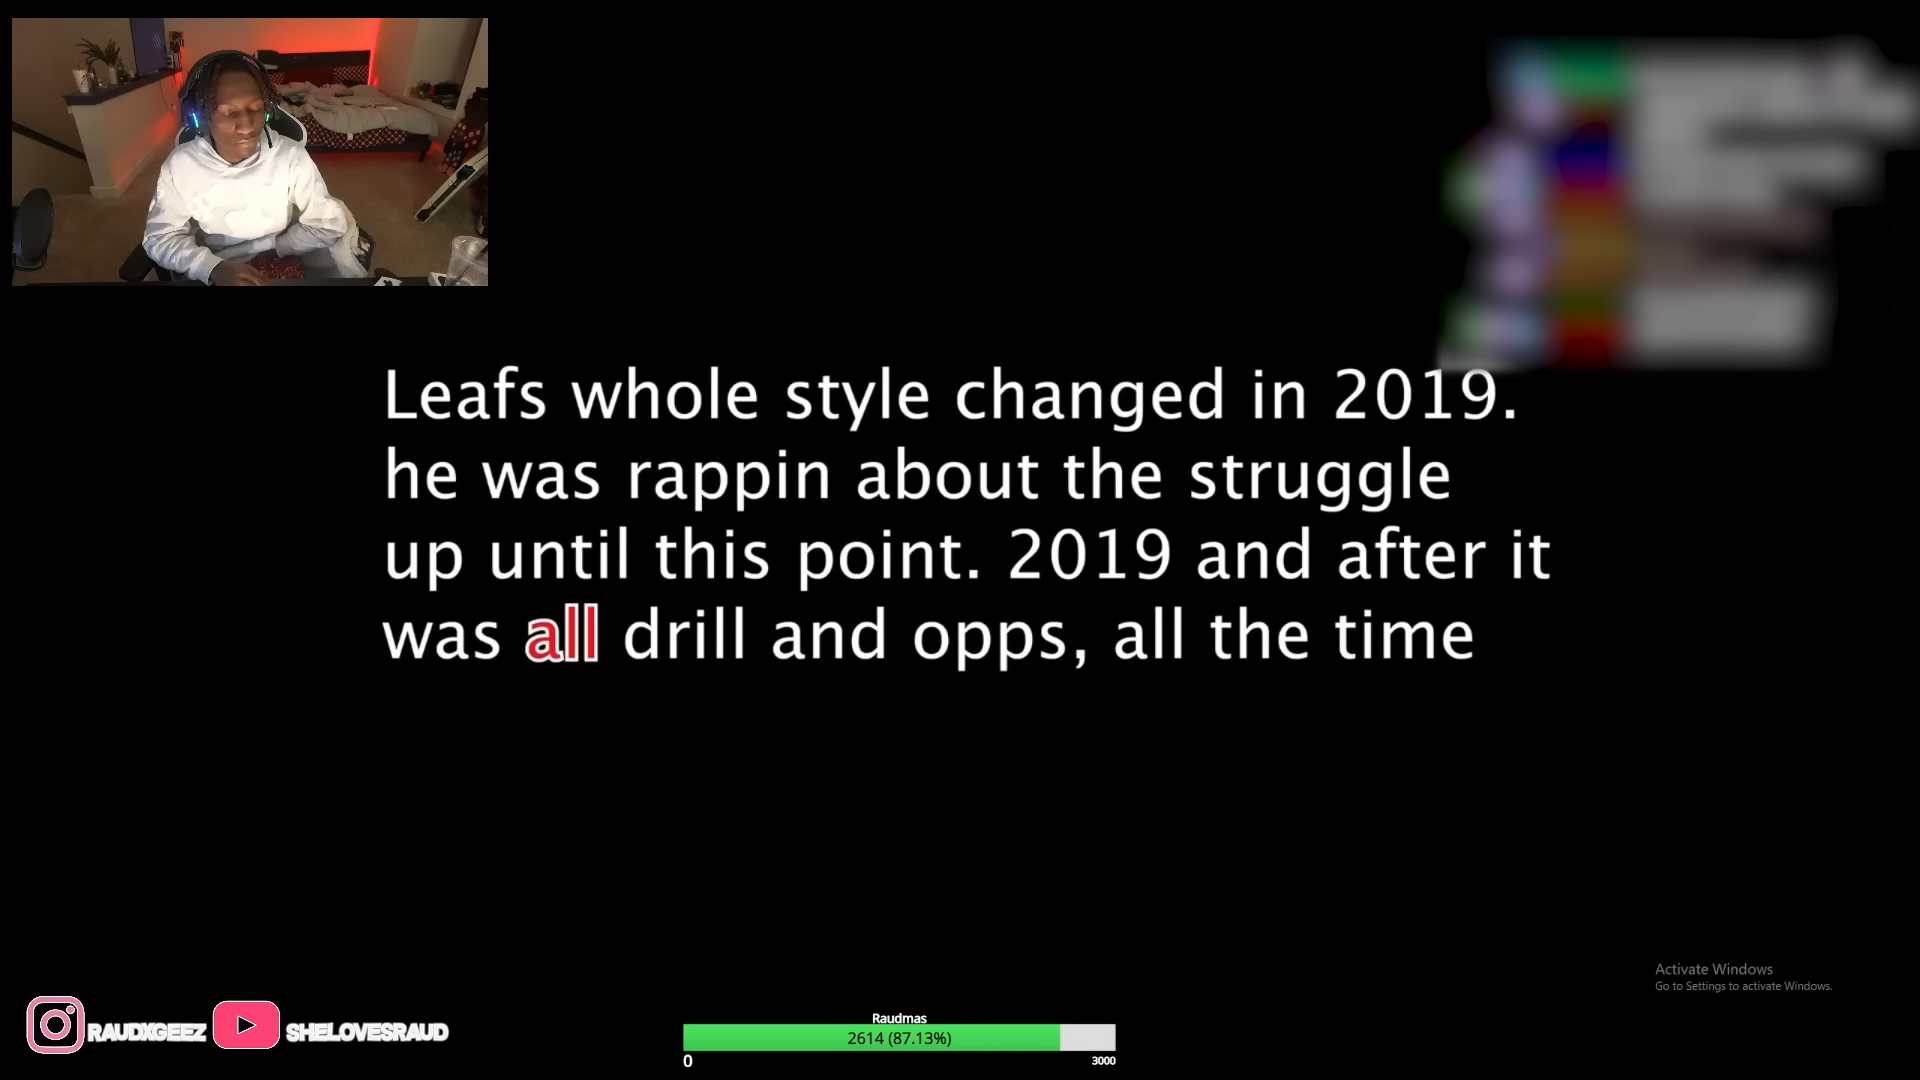 Leafs whole style changed in 2019.
he was rappin about the struggle
up until this point. 2019 and after it
was all drill and opps, all the time
Activate Windows
Go to Settings to activate Windows.
RAUDXGEEZ SHELOVESRAUD
Raudmas
2614 (87.13%)
0 3000